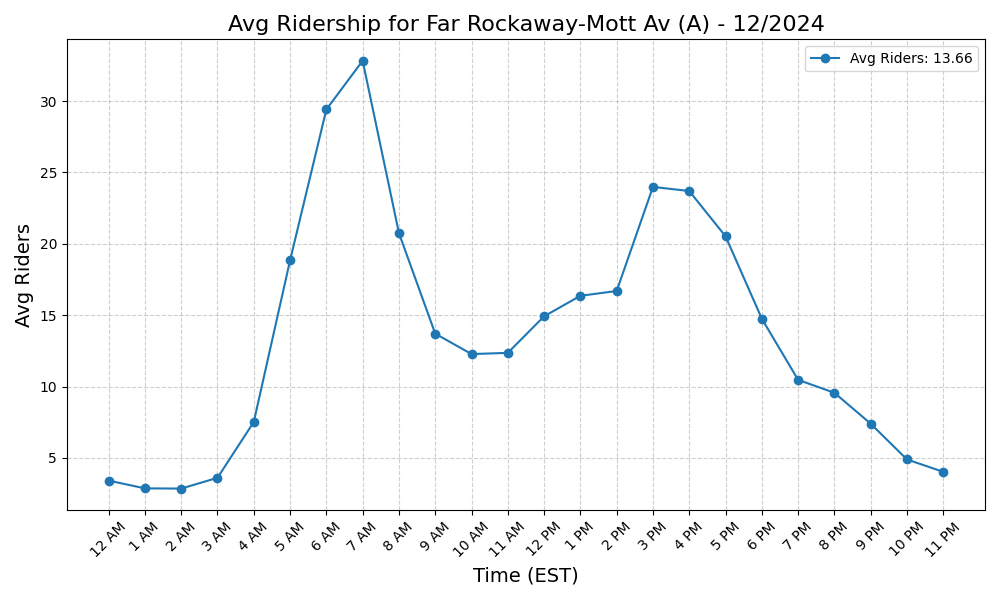 Avg Ridership for Far Rockaway-Mott Av (A) - 12/2024
Avg Riders: 13.66
Avg Riders
30
25
20
15
10
5
12 AM
1 AM
2 AM
3 AM
4 AM
5 AM
6 AM
7 AM
8 AM
9 AM
10 AM
11 AM
12 PM
1 PM
2 PM
3 PM
4 PM
5 PM
6 PM
7 PM
8 PM
9 PM
10 PM
11 PM
Time (EST)